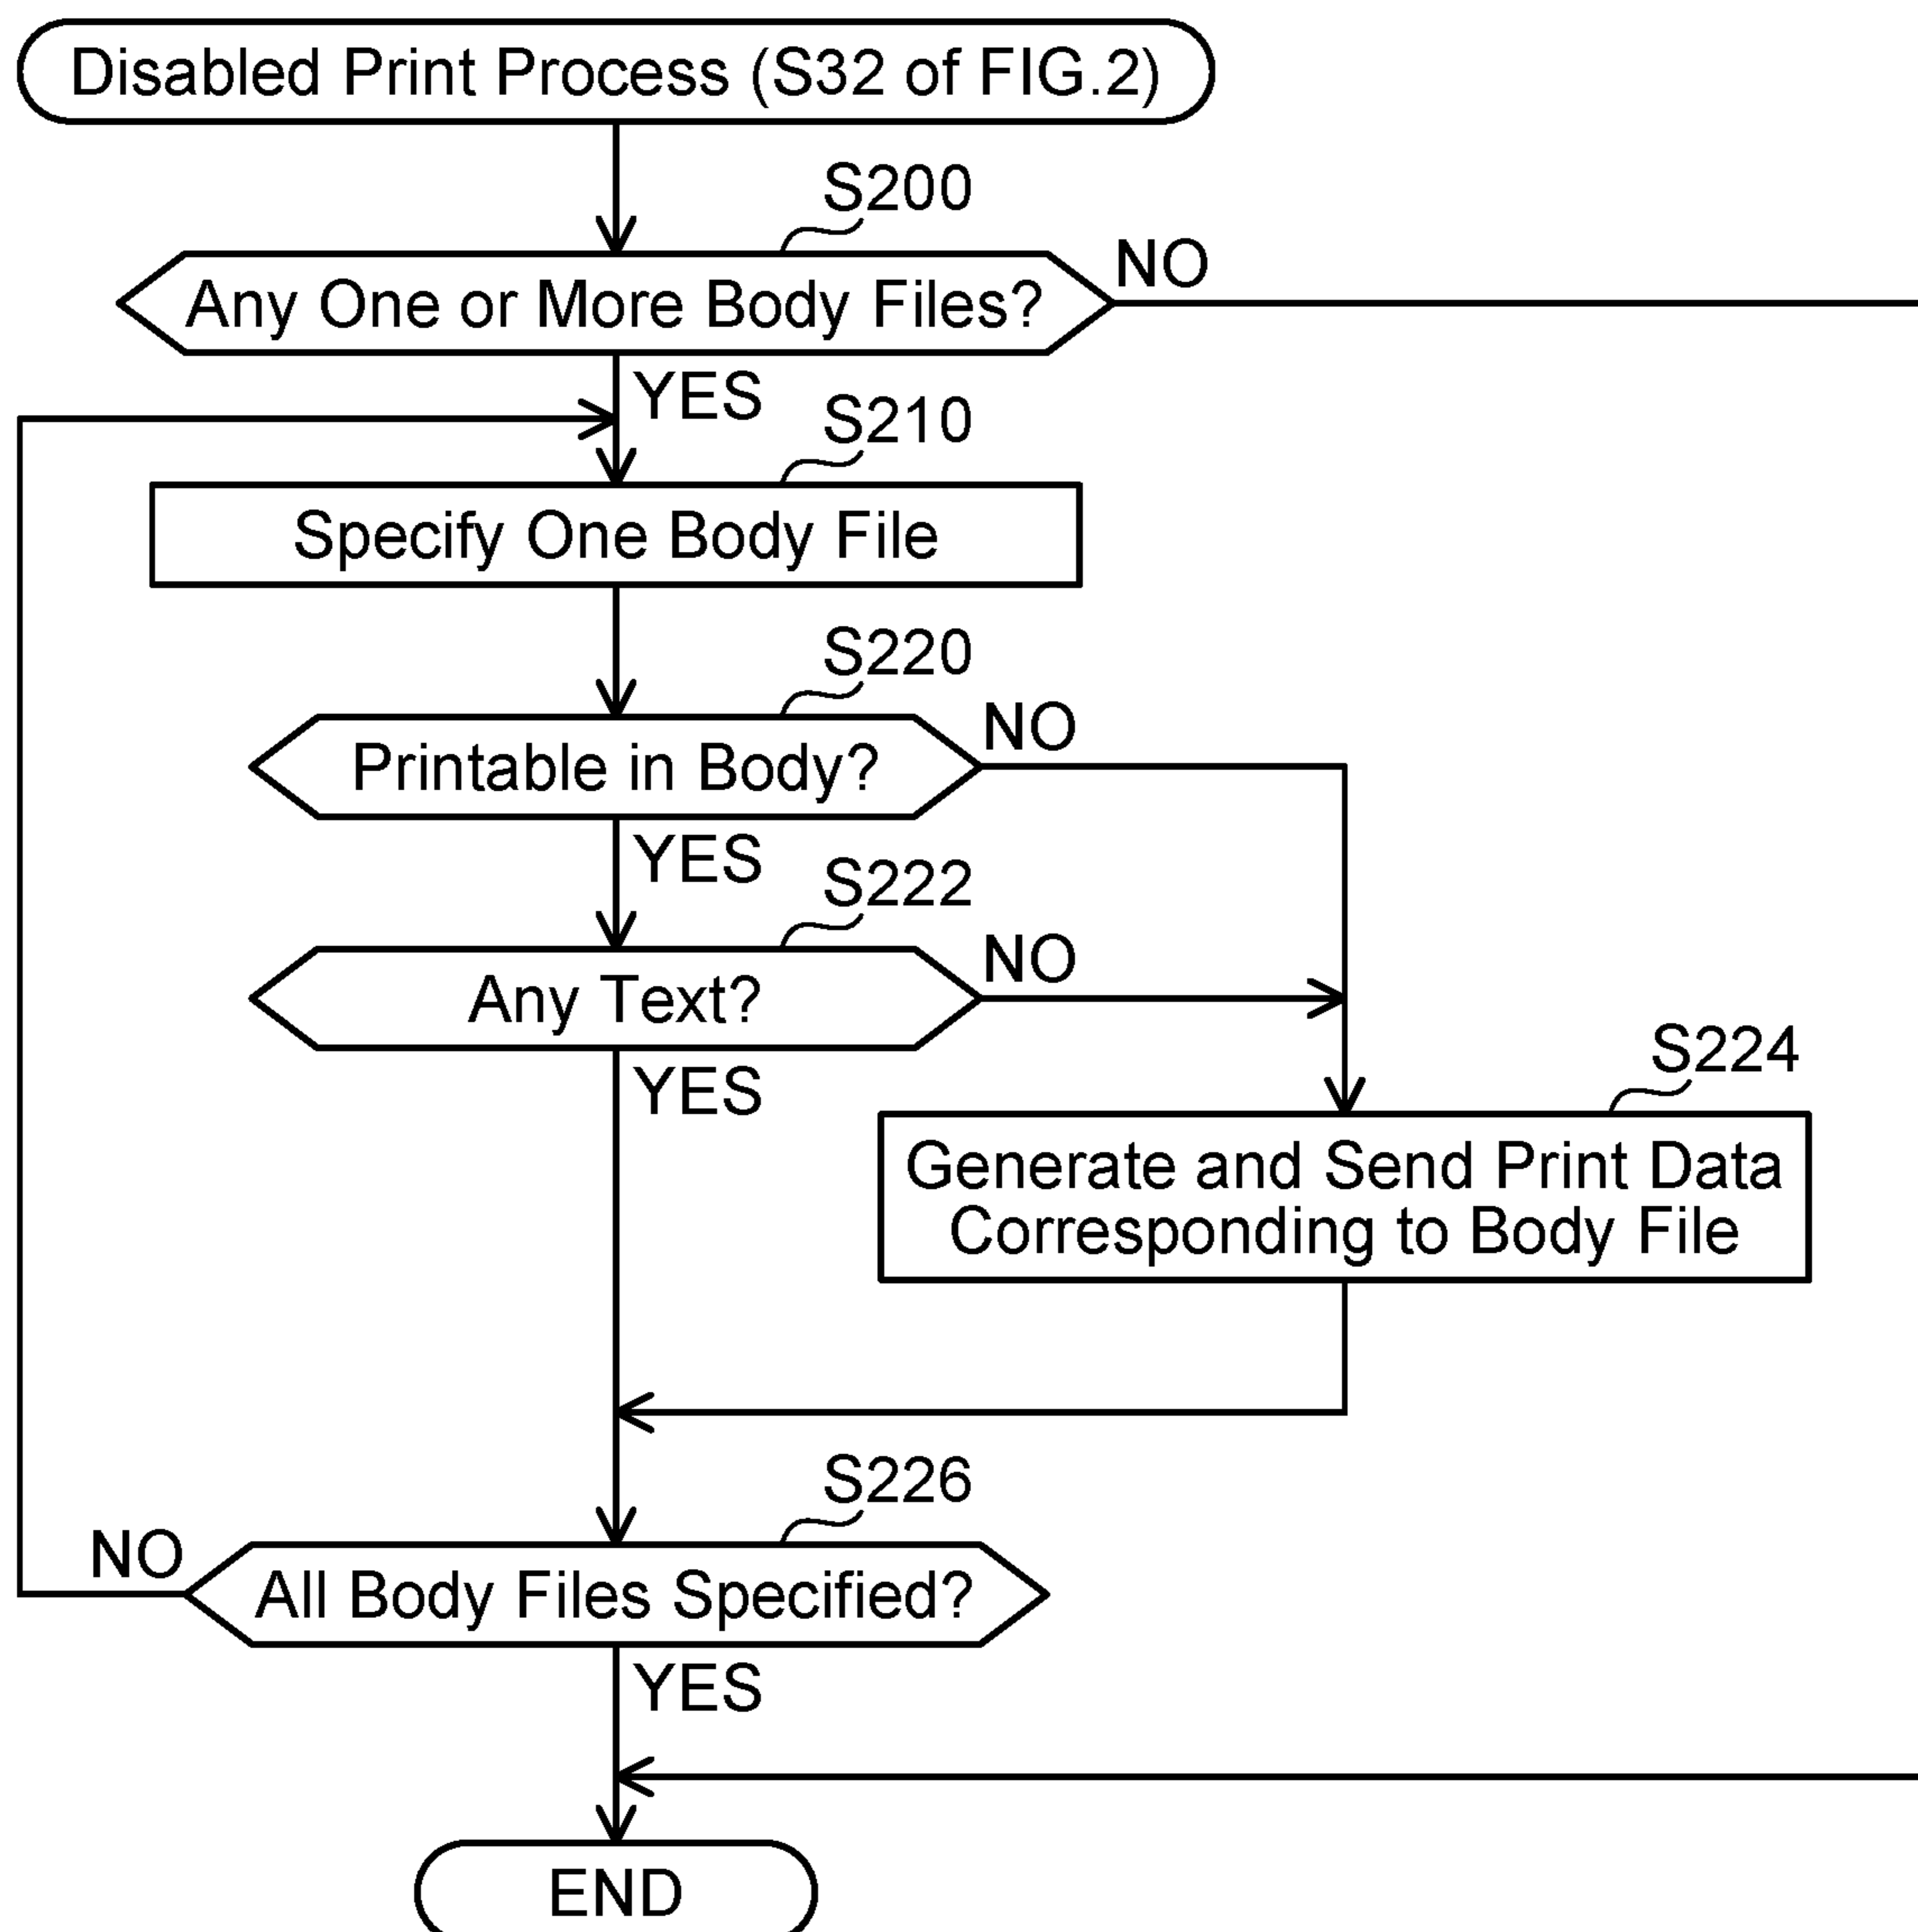 Disabled Print Process (S32 of FIG.2)
S200
Any One or More Body Files?
NO
YES
S210
Specify One Body File
S220
Printable in Body?
NO
YES
S222
Any Text?
NO
YES
S224
Generate and Send Print Data
Corresponding to Body File
S226
NO
All Body Files Specified?
YES
END